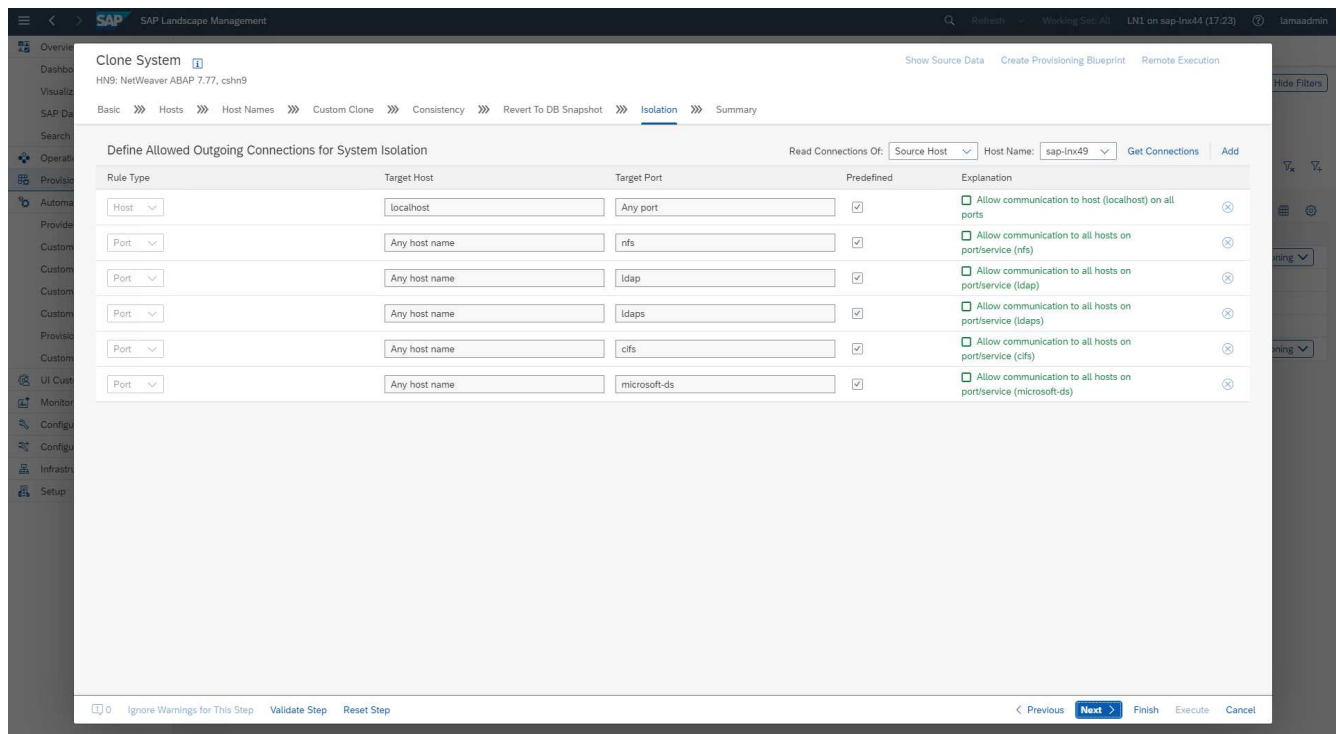 SAP SAP Landscape Management Refresh Working Set: All LN1 on sap-lnx44 (17:23) lamaadmin
Overvie
Dashbo
Visualiz
SAP Da
Search
Operati
Provisio
Automa
Provide
Custom
Custom
Custom
Custom
Provisio
Custom
UI Cust
Monitor
Configu
Configu
Infrastru
Setup
Hide Filters
ning
oning
Clone System
Show Source Data Create Provisioning Blueprint Remote Execution
HN9: NetWeaver ABAP 7.77, cshn9
Basic Hosts Host Names Custom Clone Consistency Revert To DB Snapshot Isolation Summary
Define Allowed Outgoing Connections for System Isolation
Read Connections Of: Source Host Host Name: sap-lnx49 Get Connections Add
Rule Type Target Host Target Port Predefined Explanation
Host localhost Any port Allow communication to host (localhost) on all
ports
Port Any host name nfs Allow communication to all hosts on
port/service (nfs)
Port Any host name ldap Allow communication to all hosts on
port/service (ldap)
Port Any host name ldaps Allow communication to all hosts on
port/service (ldaps)
Port Any host name cifs Allow communication to all hosts on
port/service (cifs)
Port Any host name microsoft-ds Allow communication to all hosts on
port/service (microsoft-ds)
0 Ignore Warnings for This Step Validate Step Reset Step
Previous Next Finish Execute Cancel